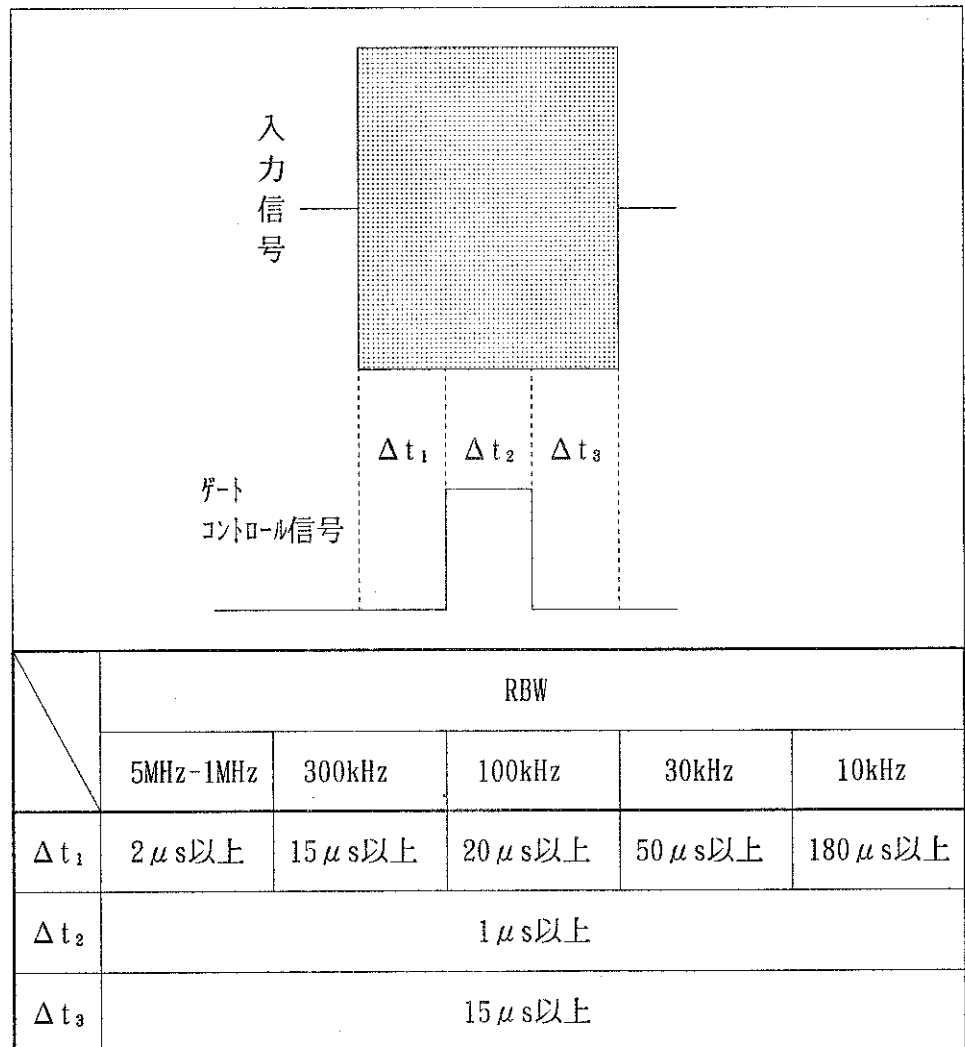 入力信号
Δt₁ Δt₂ Δt₃
ゲート
コントロール信号
RBW
5MHz-1MHz 300kHz 100kHz 30kHz 10kHz
Δt₁ 2μs以上 15μs以上 20μs以上 50μs以上 180μs以上
Δt₂ 1μs以上
Δt₃ 15μs以上